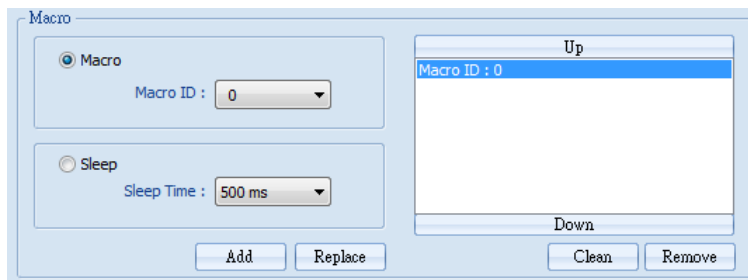 Macro
Macro
Macro ID : 0
Sleep
Sleep Time : 500 ms
Add Replace
Up
Macro ID : 0
Down
Clean Remove